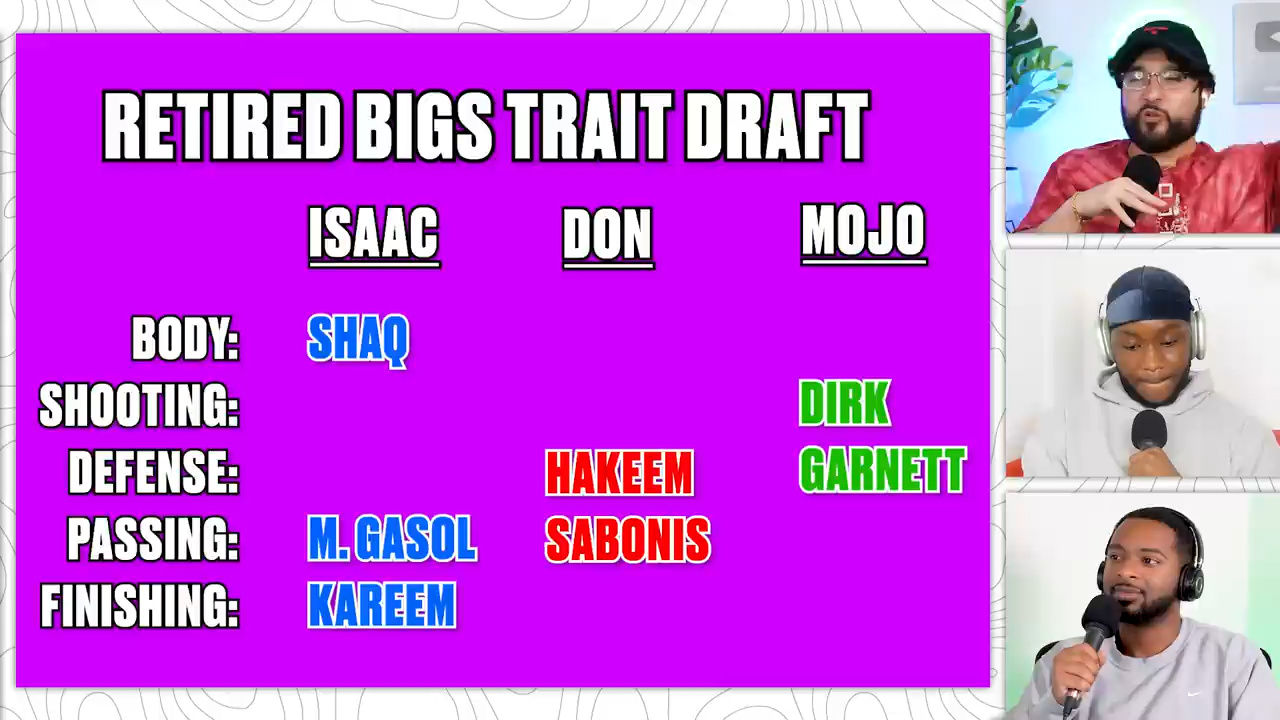 RETIRED BIGS TRAIT DRAFT
ISAAC DON MOJO
BODY: SHAQ
SHOOTING: DIRK
DEFENSE: HAKEEM GARNETT
PASSING: M. GASOL SABONIS
FINISHING: KAREEM